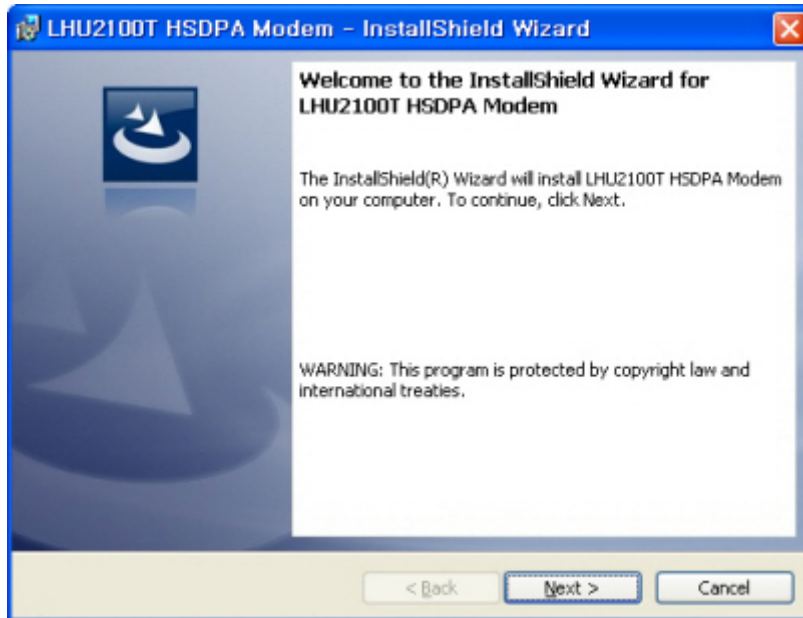 LHU2100T HSDPA Modem - InstallShield Wizard
Welcome to the InstallShield Wizard for
LHU2100T HSDPA Modem
The InstallShield(R) Wizard will install LHU2100T HSDPA Modem
on your computer. To continue, click Next.
WARNING: This program is protected by copyright law and
international treaties.
< Back
Next >
Cancel